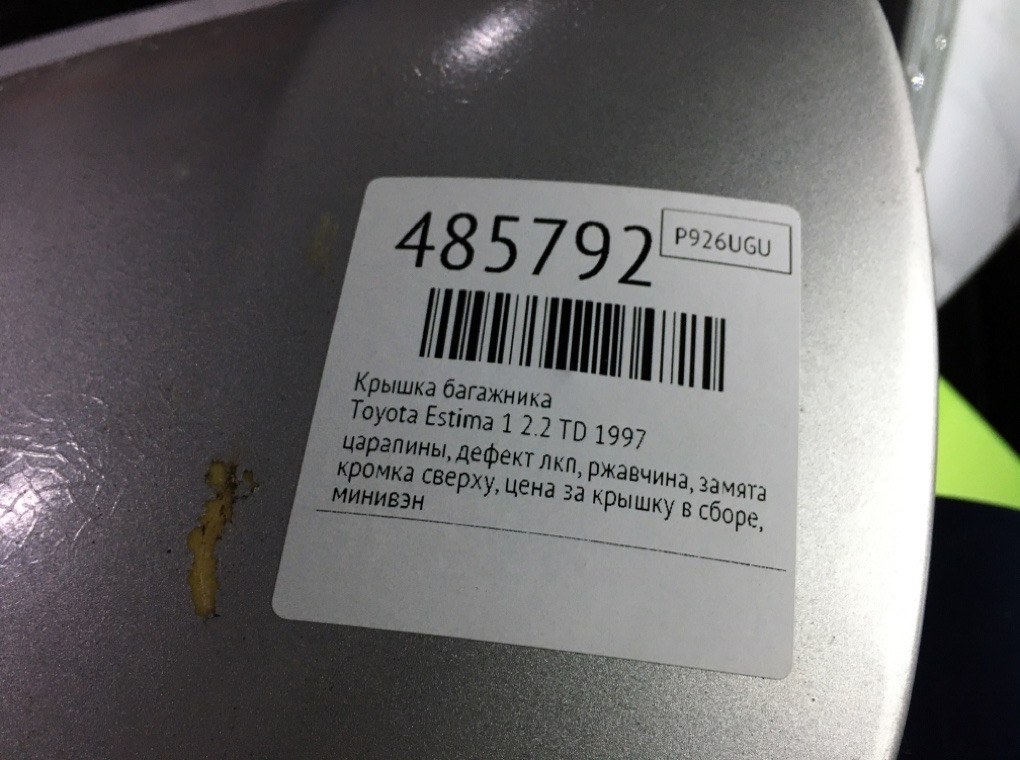 485792
P926UGU
Крышка багажника
Toyota Estima 1 2.2 TD 1997
царапины, дефект лкп, ржавчина, замята
кромка сверху, цена за крышку в сборе,
минивэн